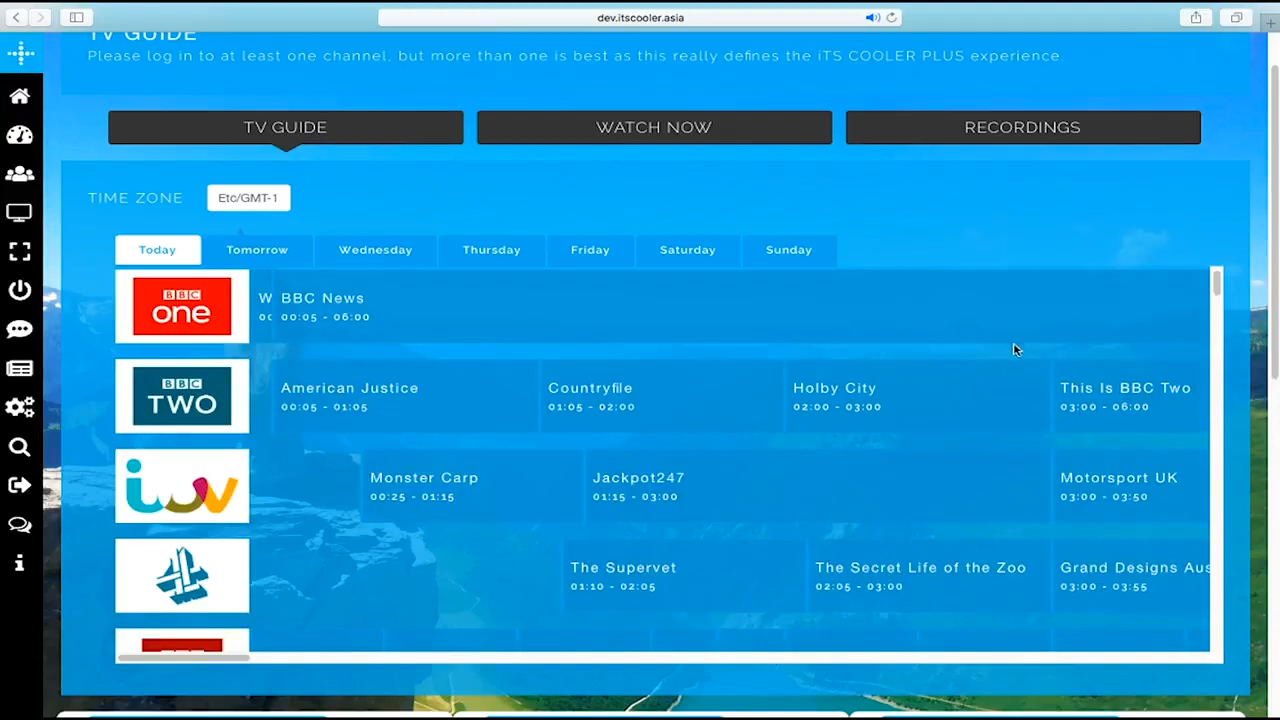 dev.itscooler.asia
TV GUIDE
Please log in to at least one channel, but more than one is best as this really defines the iTS COOLER PLUS experience.
TV GUIDE
WATCH NOW
RECORDINGS
TIME ZONE
Etc/GMT-1
Today
Tomorrow
Wednesday
Thursday
Friday
Saturday
Sunday
BBC
one
W BBC News
00:05 - 06:00
BBC
TWO
American Justice
00:05 - 01:05
Countryfile
01:05 - 02:00
Holby City
02:00 - 03:00
This Is BBC Two
03:00 - 06:00
itv
Monster Carp
00:25 - 01:15
Jackpot247
01:15 - 03:00
Motorsport UK
03:00 - 03:50
4
The Supervet
01:10 - 02:05
The Secret Life of the Zoo
02:05 - 03:00
Grand Designs Aus
03:00 - 03:55